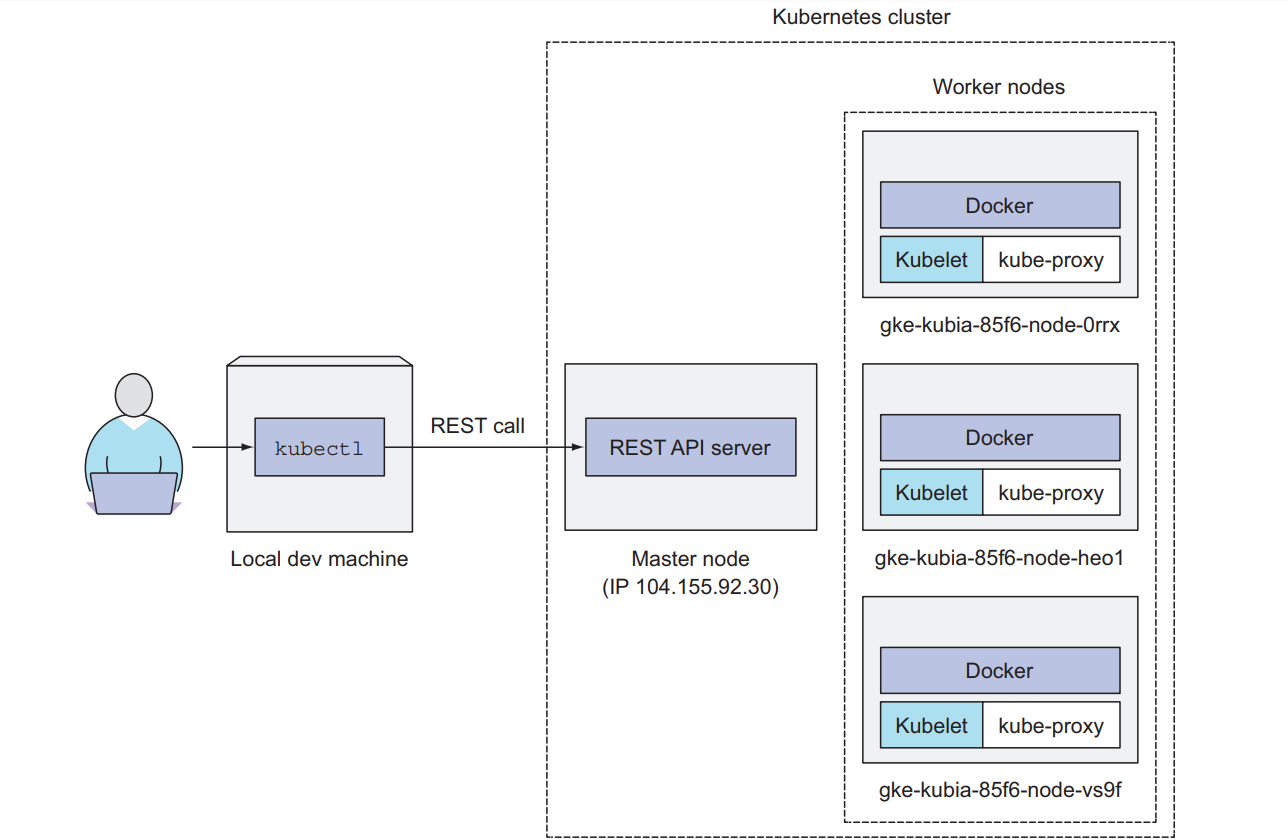 Kubernetes cluster
Worker nodes
Docker
Kubelet
kube-proxy
gke-kubia-85f6-node-0rrx
kubectl
REST call
REST API server
Local dev machine
Master node
(IP 104.155.92.30)
Docker
Kubelet
kube-proxy
gke-kubia-85f6-node-heo1
Docker
Kubelet
kube-proxy
gke-kubia-85f6-node-vs9f